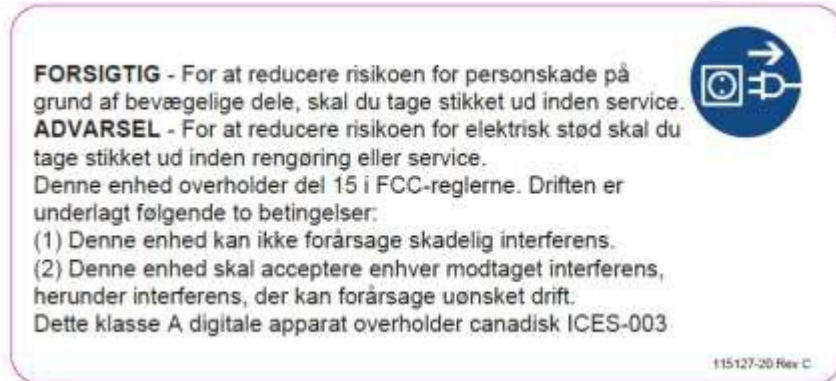 FORSIGTIG - For at reducere risikoen for personskade på
grund af bevægelige dele, skal du tage stikket ud inden service.
ADVARSEL - For at reducere risikoen for elektrisk stød skal du
tage stikket ud inden rengøring eller service.
Denne enhed overholder del 15 i FCC-reglerne. Driften er
underlagt følgende to betingelser:
(1) Denne enhed kan ikke forårsage skadelig interferens.
(2) Denne enhed skal acceptere enhver modtaget interferens,
herunder interferens, der kan forårsage uønsket drift.
Dette klasse A digitale apparat overholder canadisk ICES-003
115127-20 Rev C